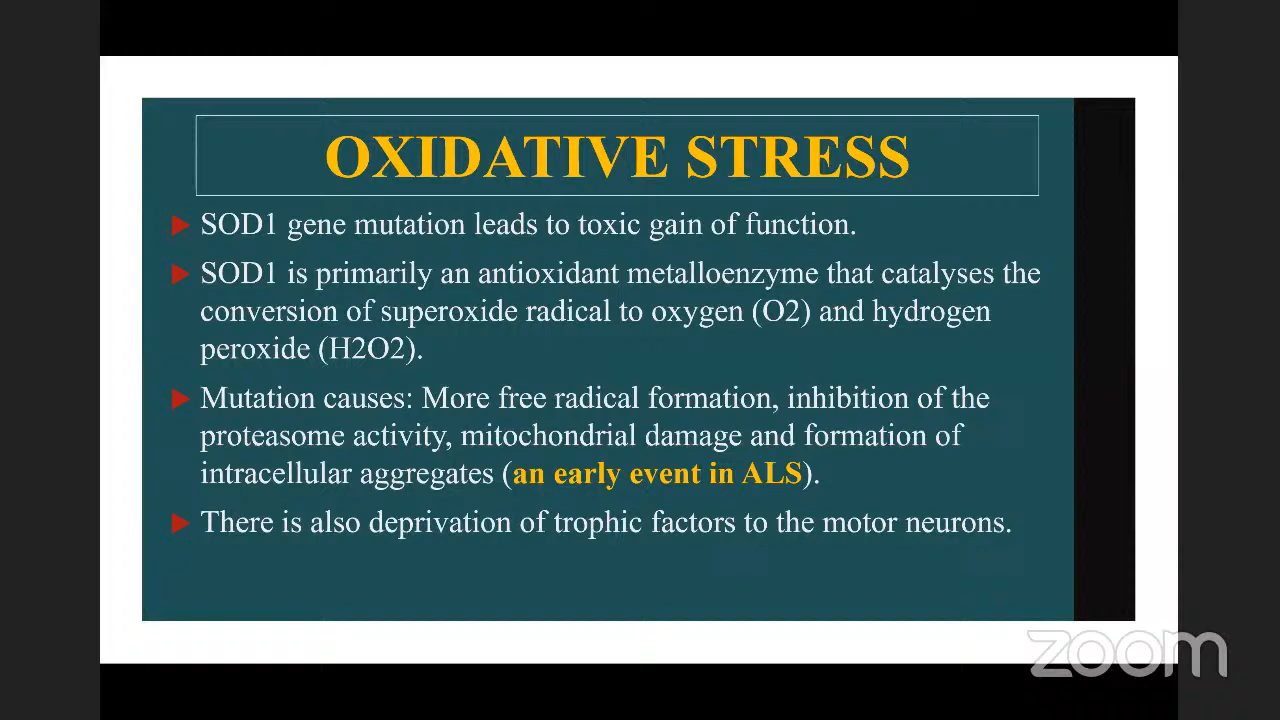 OXIDATIVE STRESS
SOD1 gene mutation leads to toxic gain of function.
SOD1 is primarily an antioxidant metalloenzyme that catalyses the
conversion of superoxide radical to oxygen (O2) and hydrogen
peroxide (H2O2).
Mutation causes: More free radical formation, inhibition of the
proteasome activity, mitochondrial damage and formation of
intracellular aggregates (an early event in ALS).
There is also deprivation of trophic factors to the motor neurons.
zoom